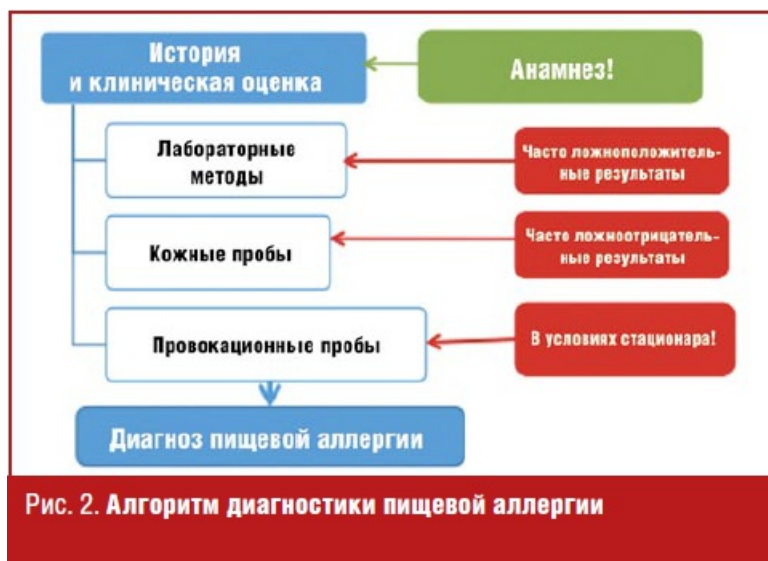 История
и клиническая оценка
Анамнез!
Лабораторные
методы
Часто ложноположитель-
ные результаты
Кожные пробы
Часто ложноотрицатель-
ные результаты
Провокационные пробы
В условиях стационара!
Диагноз пищевой аллергии
Рис. 2. Алгоритм диагностики пищевой аллергии